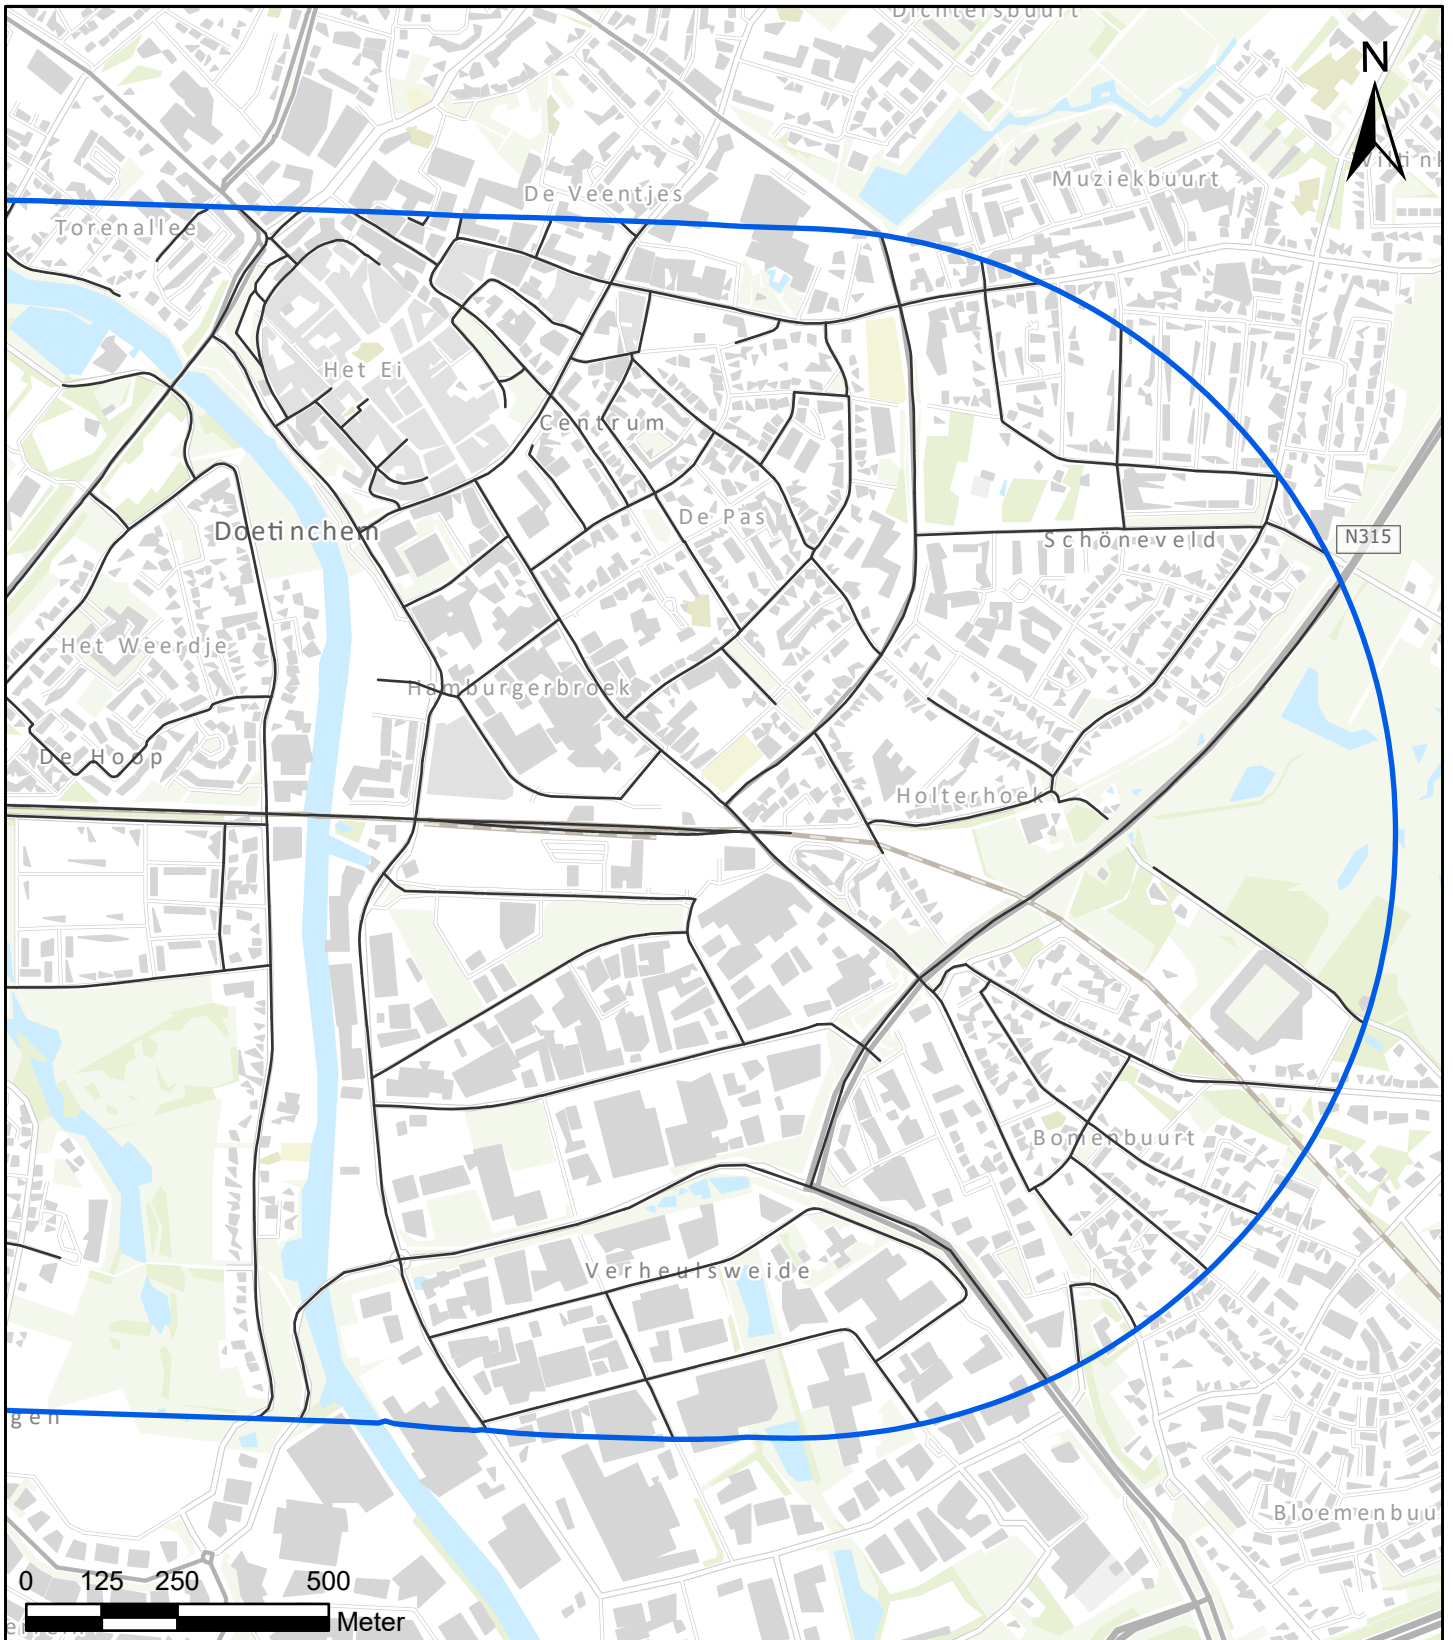 Dichtersbuurt
N
De Veentjes
Muziekbuurt
Torenallee
Het Ei
Centrum
De Pas
Doetinchem
Schöneveld
N315
Het Weerdje
Hamburgerbroek
De Hoop
Holterhoek
Bomenbuurt
Verheulsweide
gen
Bloemenbuu
0 125 250 500
Meter